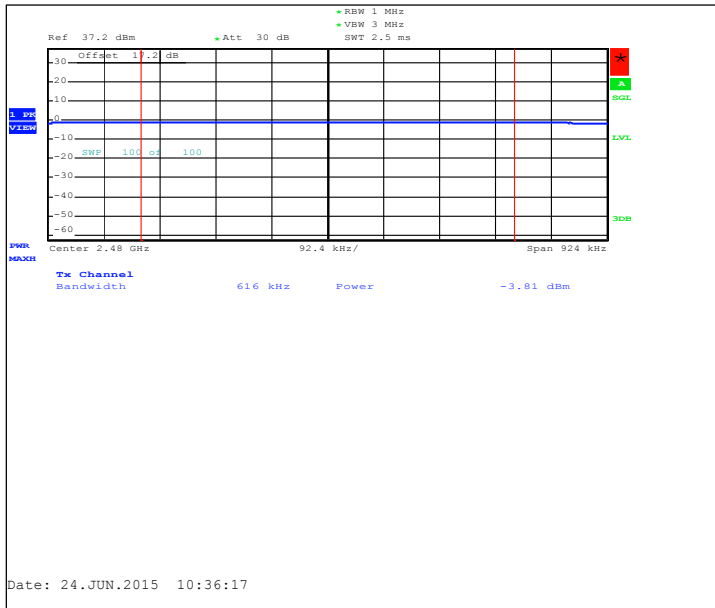 * RBW 1 MHz
* VBW 3 MHz
Ref 37.2 dBm * Att 30 dB SWT 2.5 ms
Offset 17.2 dB
30
20
10
0
-10
-20
-30
-40
-50
-60
SWP 100 of 100
1 PK
VIEW
PWR
MAXH
*
A
SGL
LVL
3DB
Center 2.48 GHz 92.4 kHz/ Span 924 kHz
Tx Channel
Bandwidth 616 kHz Power -3.81 dBm
Date: 24.JUN.2015 10:36:17